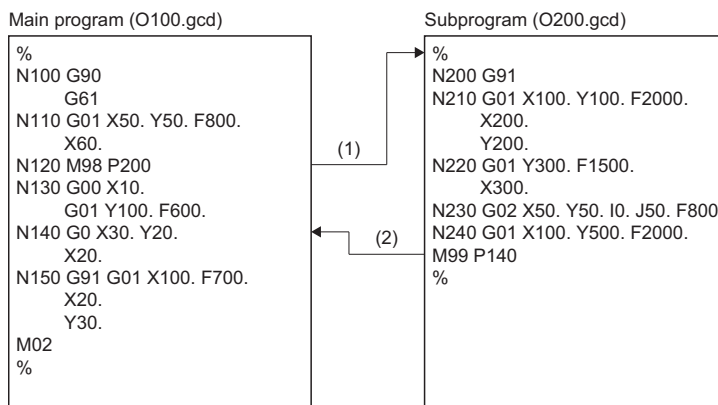 Main program (O100.gcd)
%
N100 G90
G61
N110 G01 X50. Y50. F800.
X60.
N120 M98 P200
N130 G00 X10.
G01 Y100. F600.
N140 G0 X30. Y20.
X20.
N150 G91 G01 X100. F700.
X20.
Y30.
M02
%
(1)
(2)
Subprogram (O200.gcd)
%
N200 G91
N210 G01 X100. Y100. F2000.
X200.
Y200.
N220 G01 Y300. F1500.
X300.
N230 G02 X50. Y50. I0. J50. F800
N240 G01 X100. Y500. F2000.
M99 P140
%